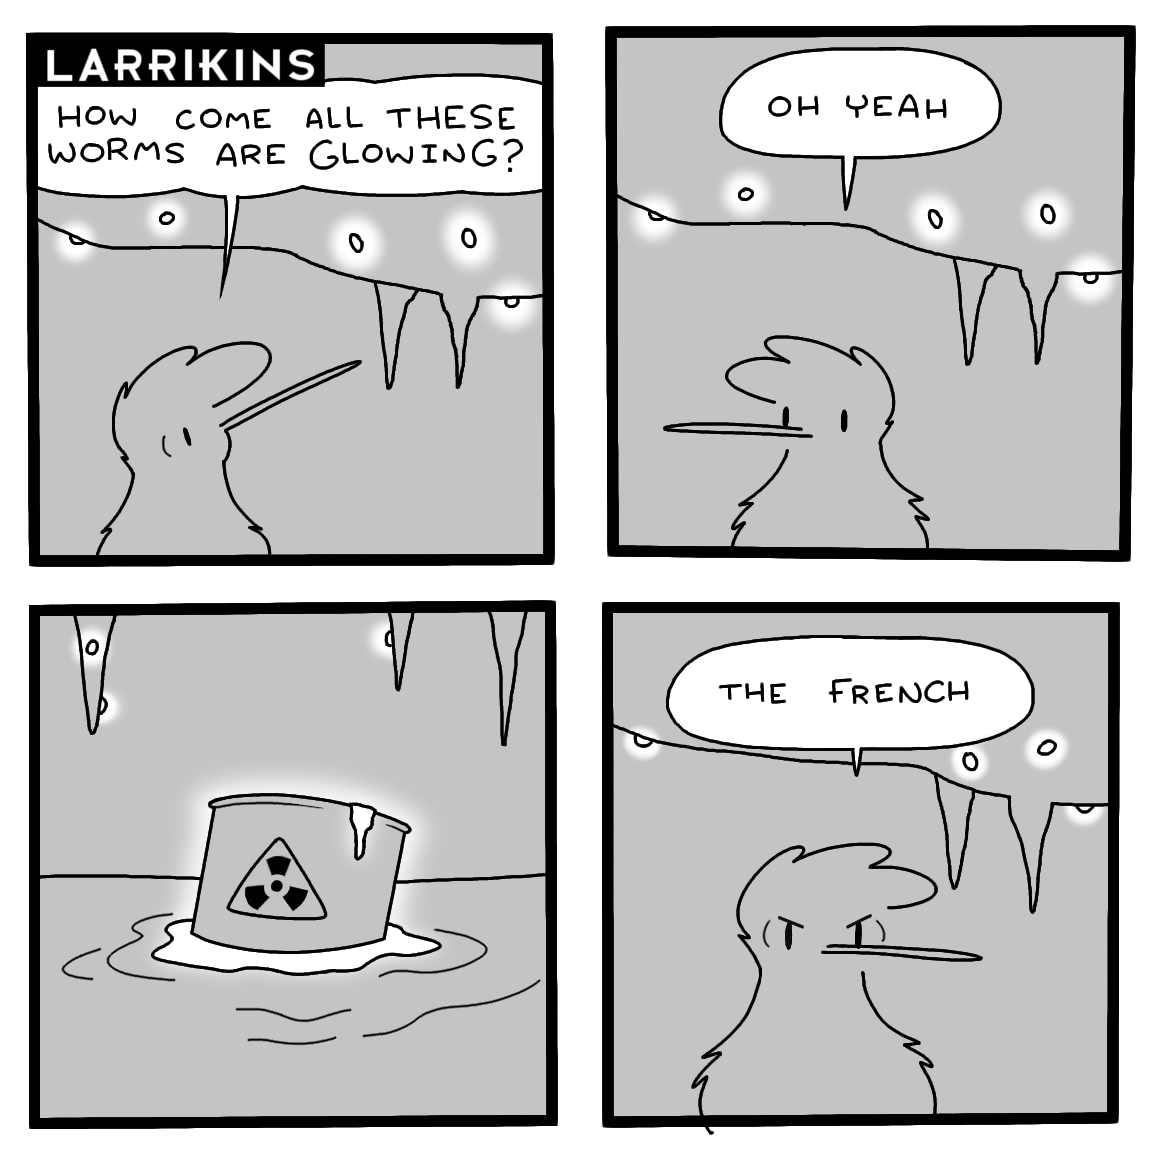 LARRIKINS
HOW COME ALL THESE
WORMS ARE GLOWING?
OH YEAH
THE FRENCH